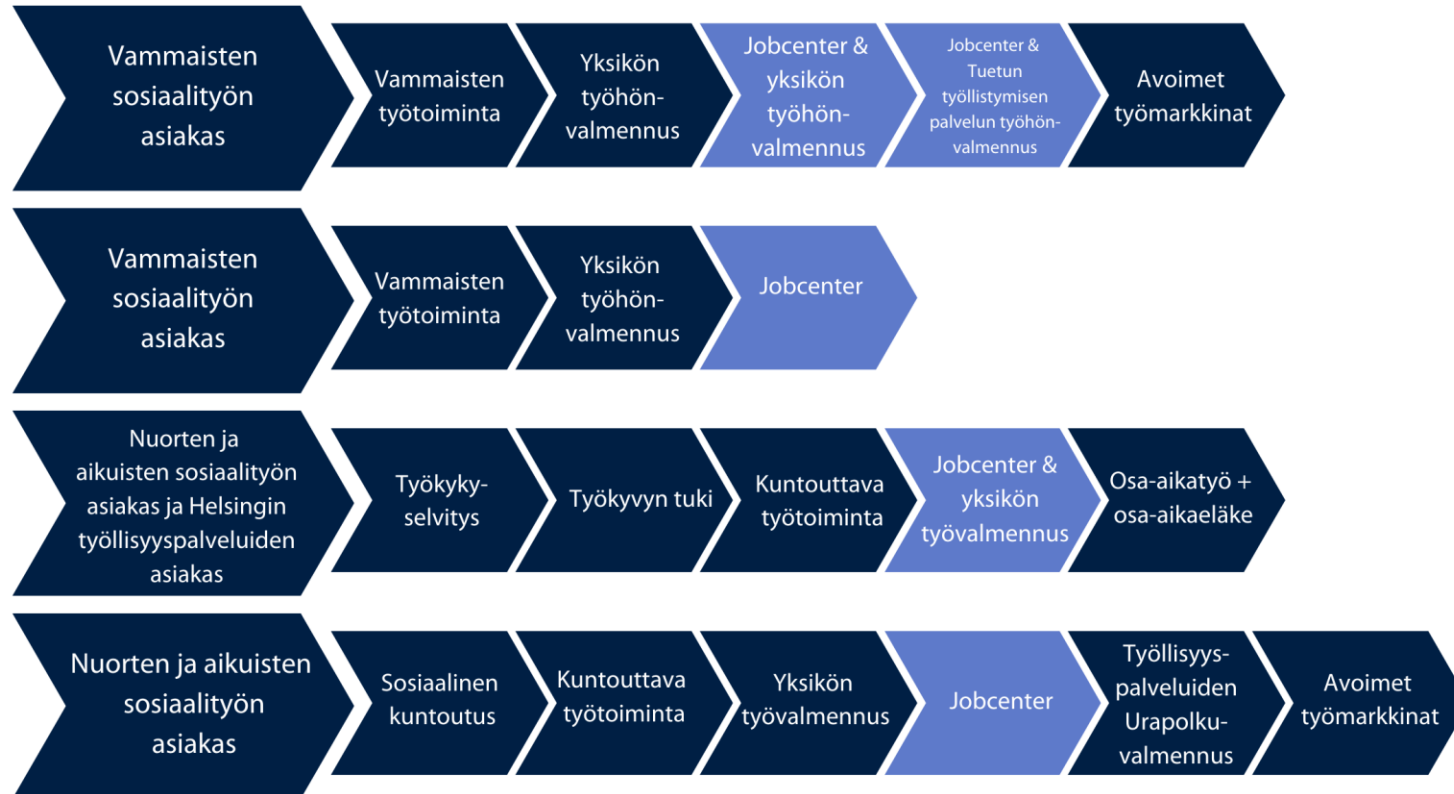 Vammaisten
sosiaalityön
asiakas
Vammaisten
työtoiminta
Yksikön
työhön-
valmennus
Jobcenter &
yksikön
työhön-
valmennus
Jobcenter &
Tuetun
työllistymisen
palvelun työhön-
valmennus
Avoimet
työmarkkinat
Vammaisten
sosiaalityön
asiakas
Vammaisten
työtoiminta
Yksikön
työhön-
valmennus
Jobcenter
Nuorten ja
aikuisten sosiaalityön
asiakas ja Helsingin
työllisyyspalveluiden
asiakas
Työkyky-
selvitys
Työkyvyn tuki
Kuntouttava
työtoiminta
Jobcenter &
yksikön
työvalmennus
Osa-aikatyö +
osa-aikaeläke
Nuorten ja aikuisten
sosiaalityön
asiakas
Sosiaalinen
kuntoutus
Kuntouttava
työtoiminta
Yksikön
työvalmennus
Jobcenter
Työllisyys-
palveluiden
Urapolku-
valmennus
Avoimet
työmarkkinat